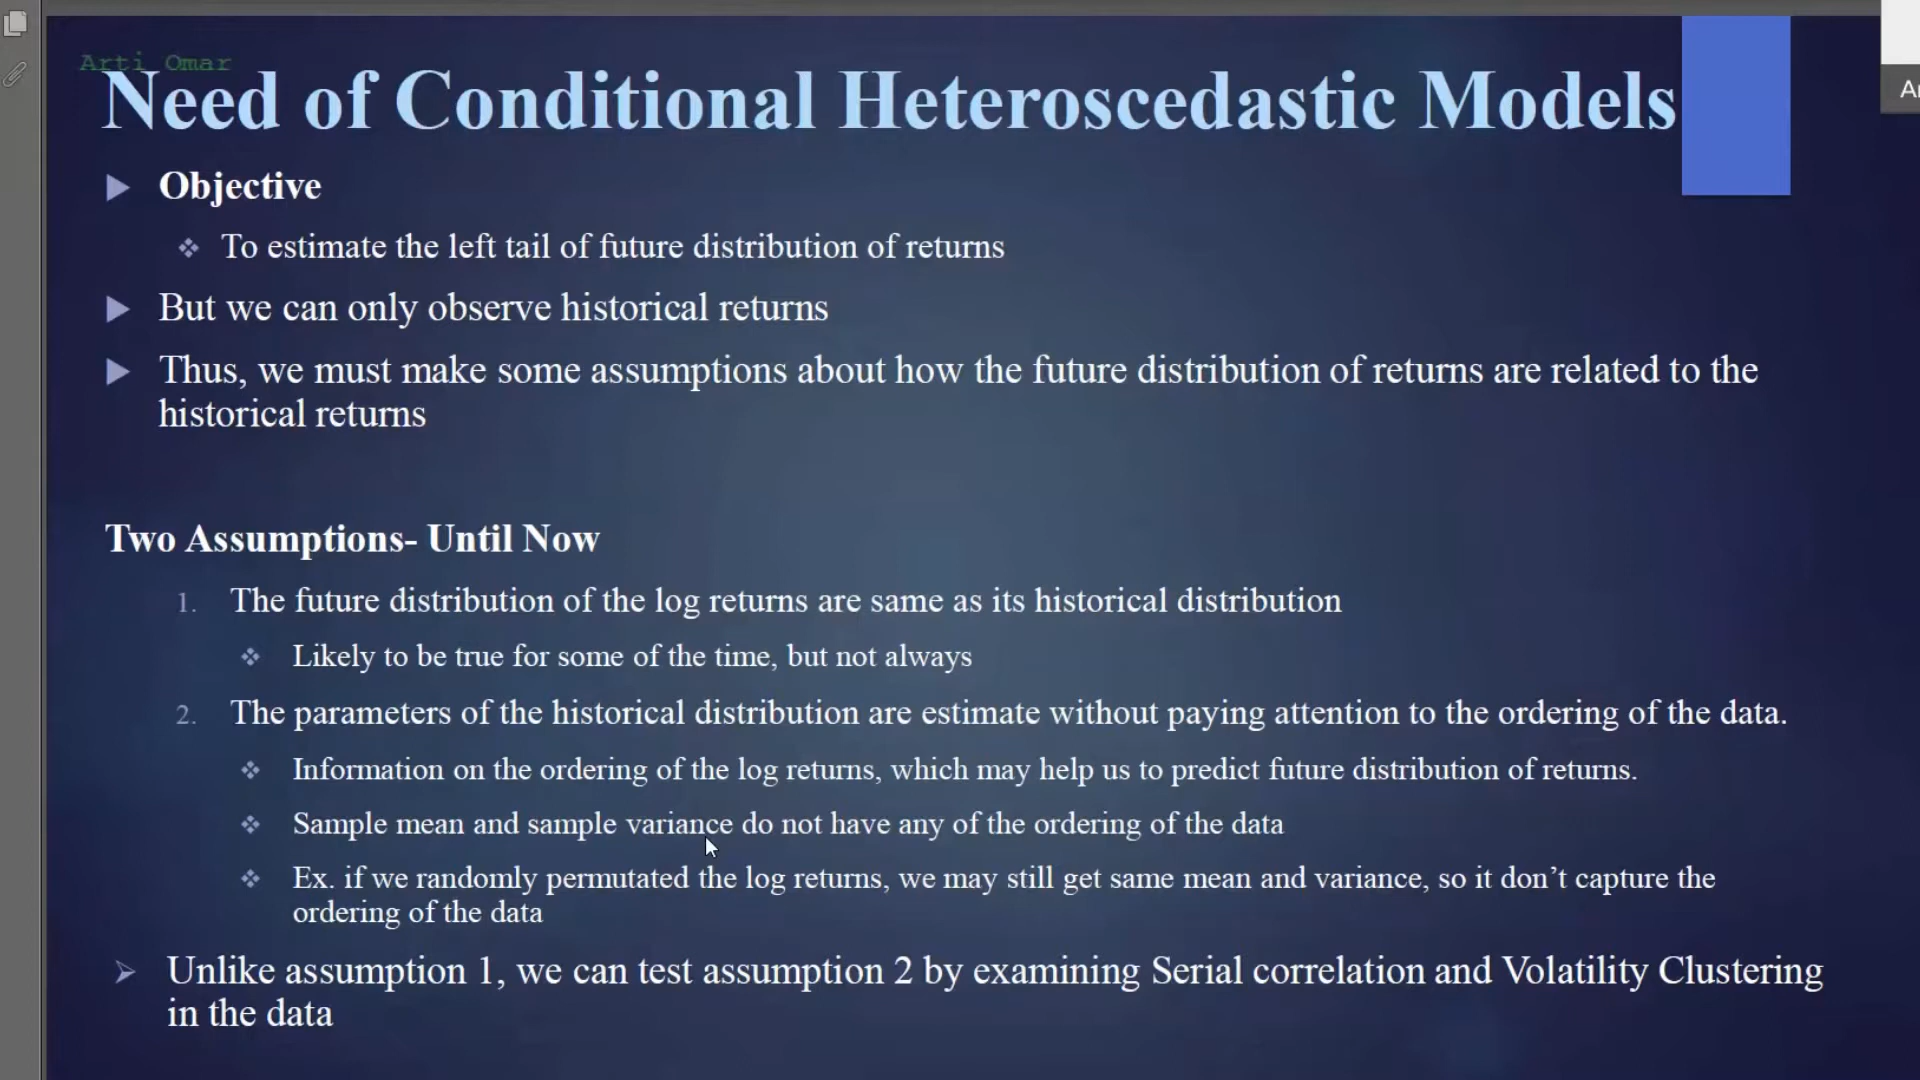 Arti Omar
Need of Conditional Heteroscedastic Models
Objective
To estimate the left tail of future distribution of returns
But we can only observe historical returns
Thus, we must make some assumptions about how the future distribution of returns are related to the
historical returns
Two Assumptions- Until Now
1. The future distribution of the log returns are same as its historical distribution
Likely to be true for some of the time, but not always
2. The parameters of the historical distribution are estimate without paying attention to the ordering of the data.
Information on the ordering of the log returns, which may help us to predict future distribution of returns.
Sample mean and sample variance do not have any of the ordering of the data
Ex. if we randomly permutated the log returns, we may still get same mean and variance, so it don’t capture the
ordering of the data
Unlike assumption 1, we can test assumption 2 by examining Serial correlation and Volatility Clustering
in the data